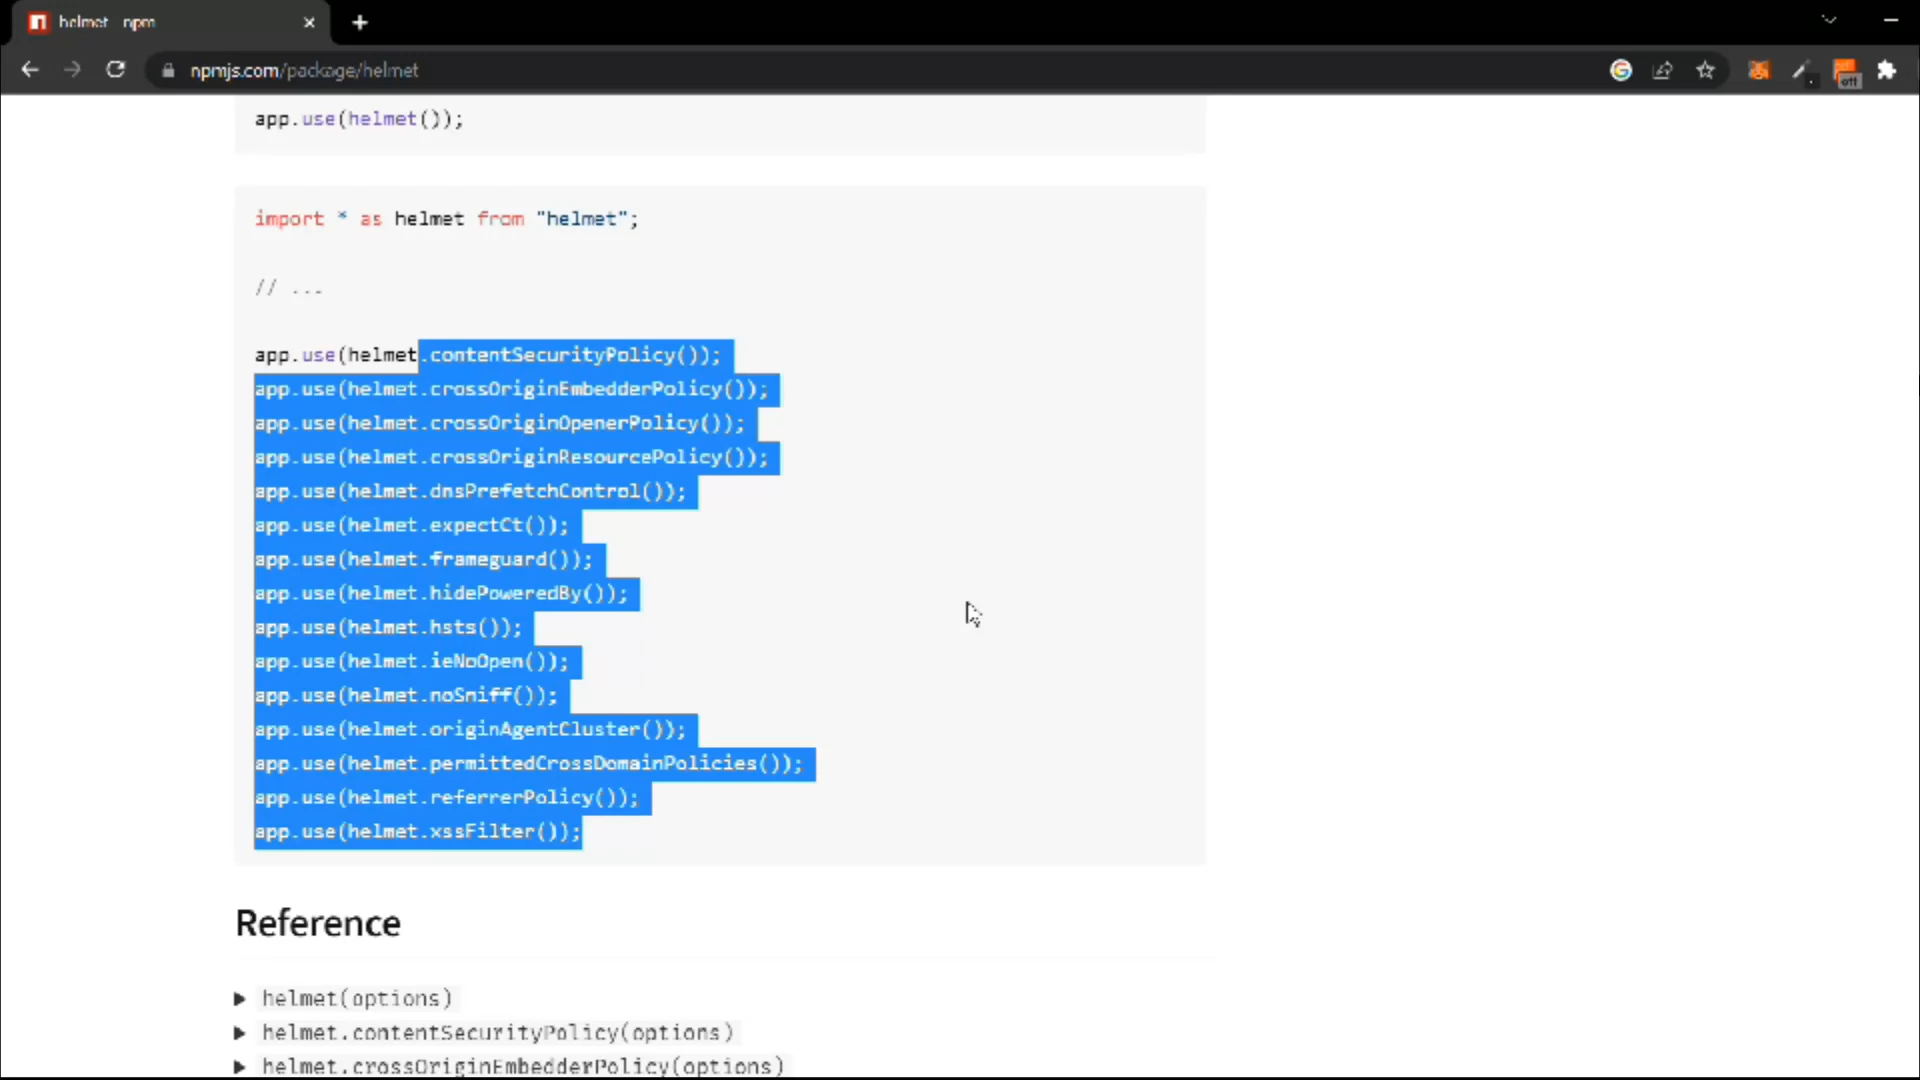 helmet - npm
npmjs.com/package/helmet
off
app.use(helmet());
import * as helmet from "helmet";
// ...
app.use(helmet.contentSecurityPolicy());
app.use(helmet.crossOriginEmbedderPolicy());
app.use(helmet.crossOriginOpenerPolicy());
app.use(helmet.crossOriginResourcePolicy());
app.use(helmet.dnsPrefetchControl());
app.use(helmet.expectCt());
app.use(helmet.frameguard());
app.use(helmet.hidePoweredBy());
app.use(helmet.hsts());
app.use(helmet.ieNoOpen());
app.use(helmet.noSniff());
app.use(helmet.originAgentCluster());
app.use(helmet.permittedCrossDomainPolicies());
app.use(helmet.referrerPolicy());
app.use(helmet.xssFilter());
Reference
helmet(options)
helmet.contentSecurityPolicy(options)
helmet.crossOriginEmbedderPolicy(options)